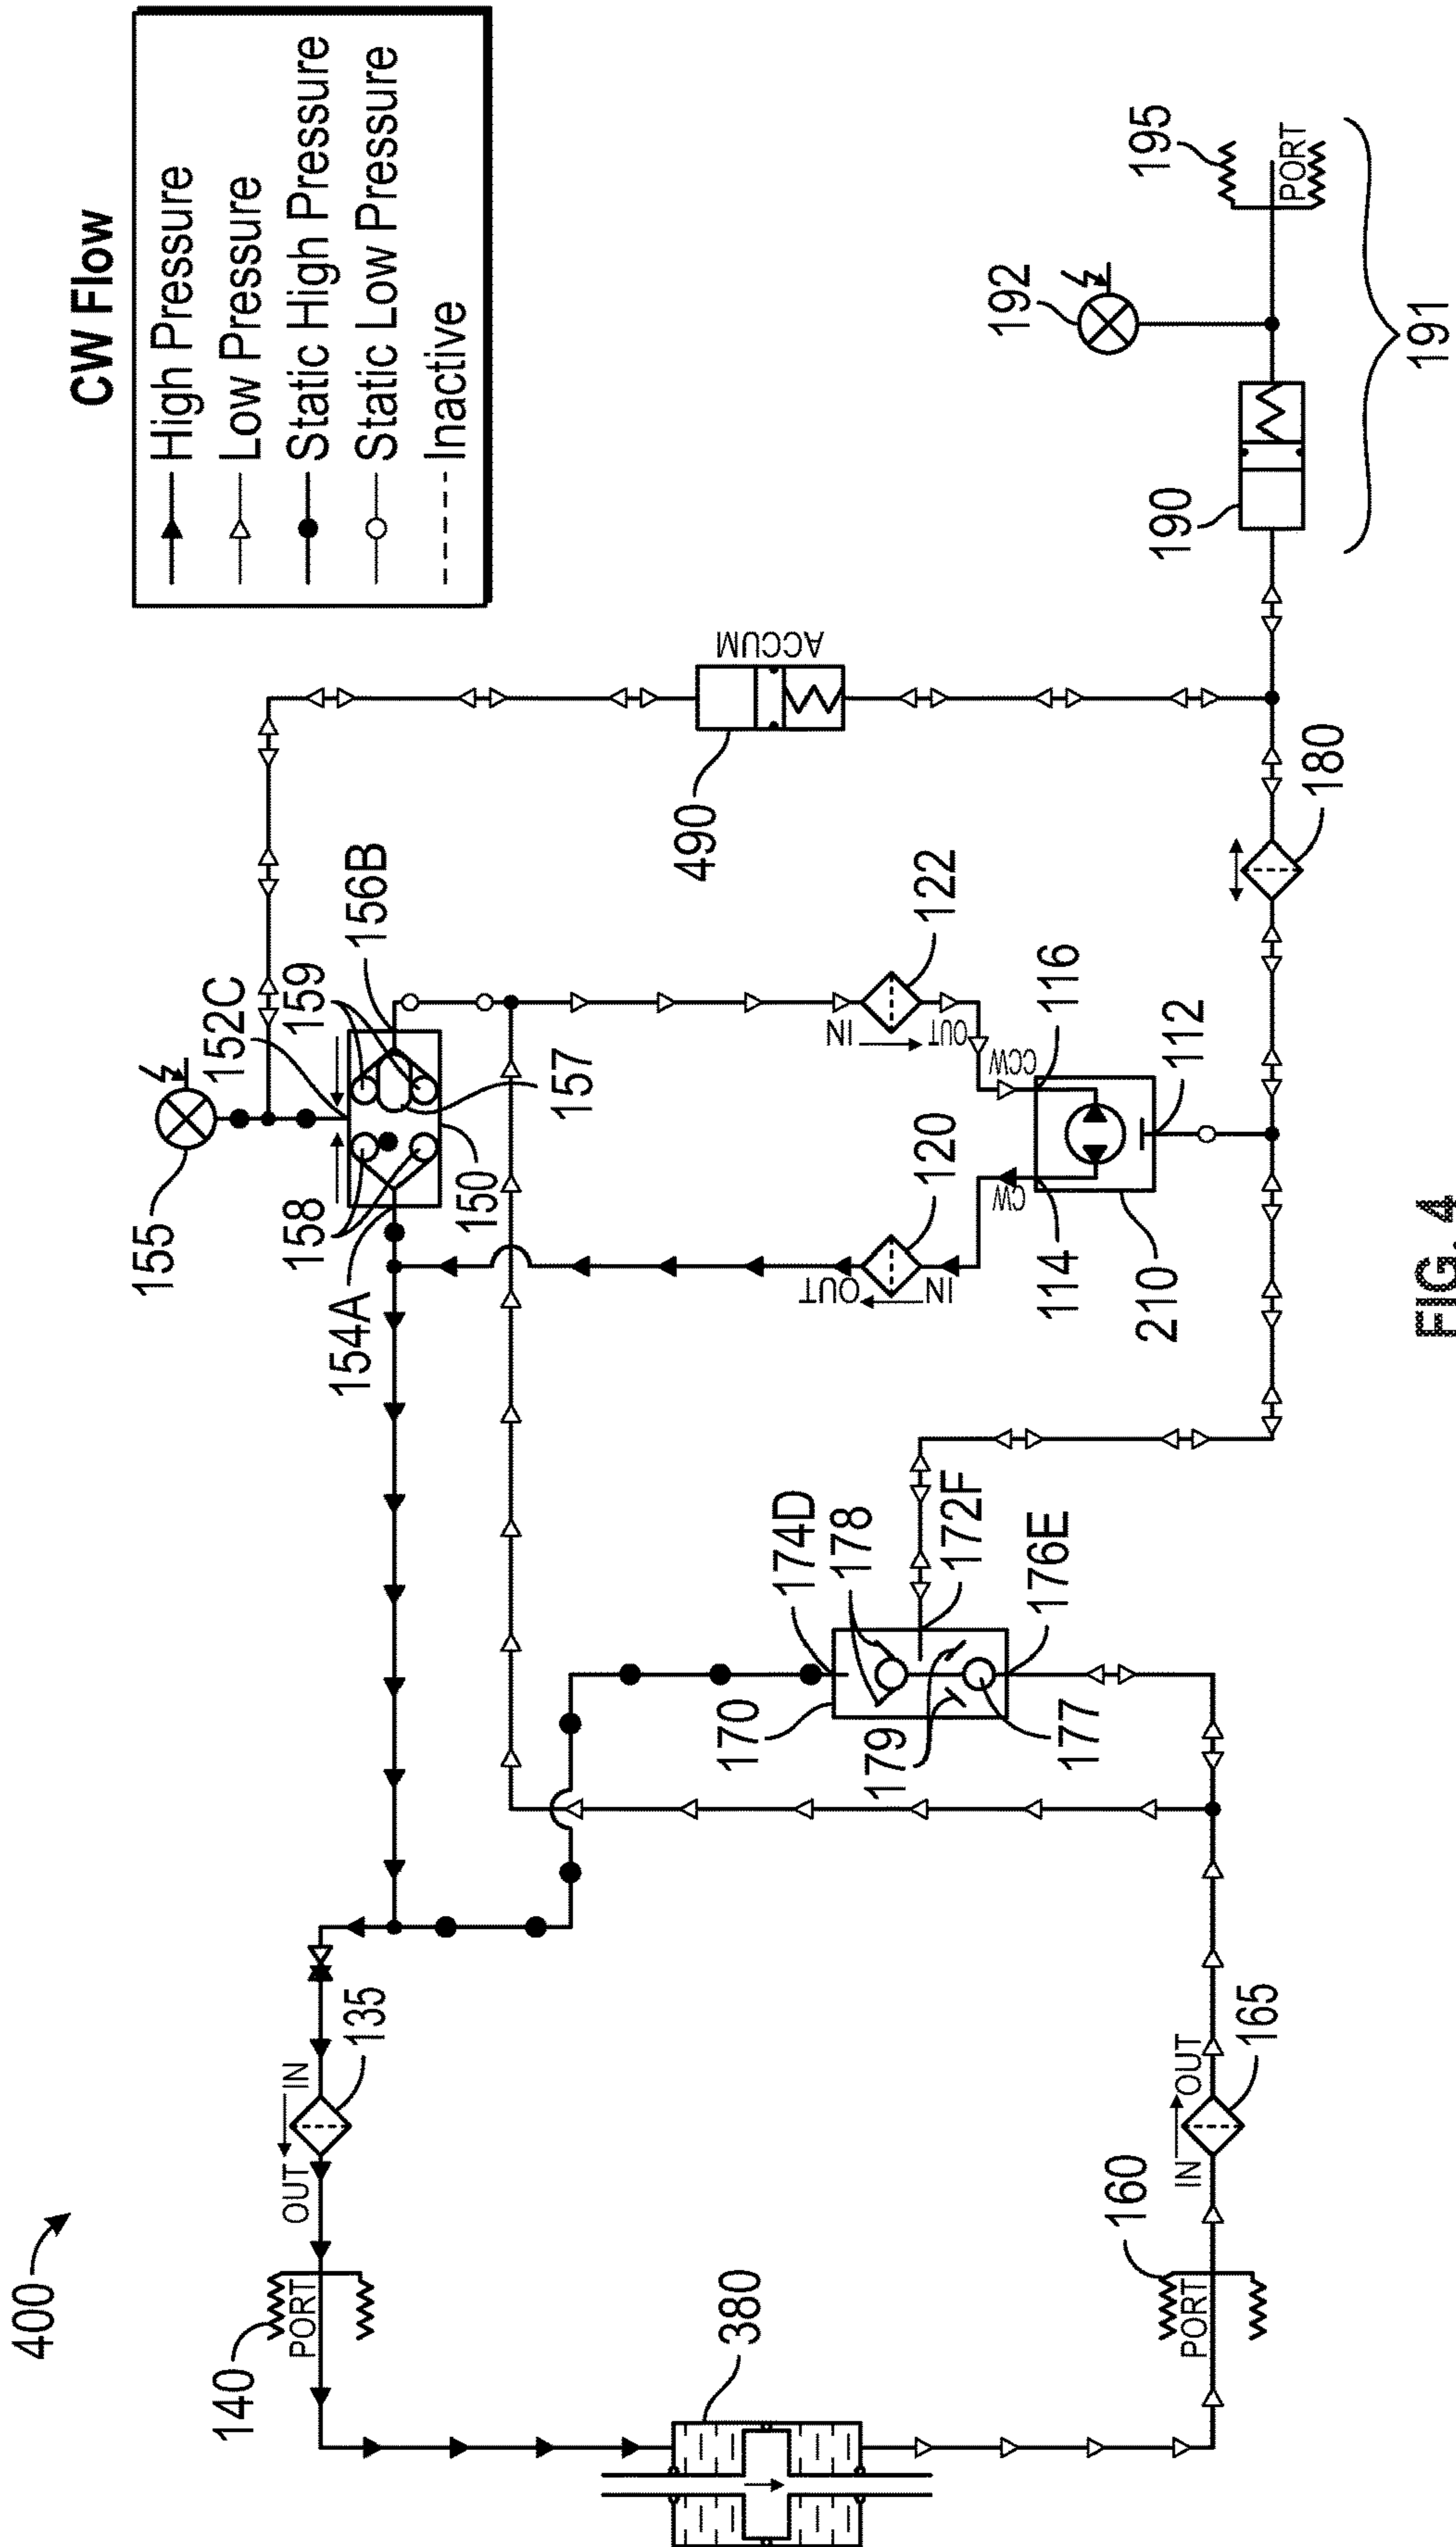 400
CW Flow
High Pressure
Low Pressure
Static High Pressure
Static Low Pressure
Inactive
155
152C
159
156B
158
154A
150
157
140
PORT
OUT
IN
135
490
ACCUM
192
195
PORT
190
191
380
170
174D
178
172F
179
177
176E
120
OUT
IN
122
IN
OUT
CW
CCW
114
116
210
112
180
160
PORT
IN
OUT
165
FIG. 4